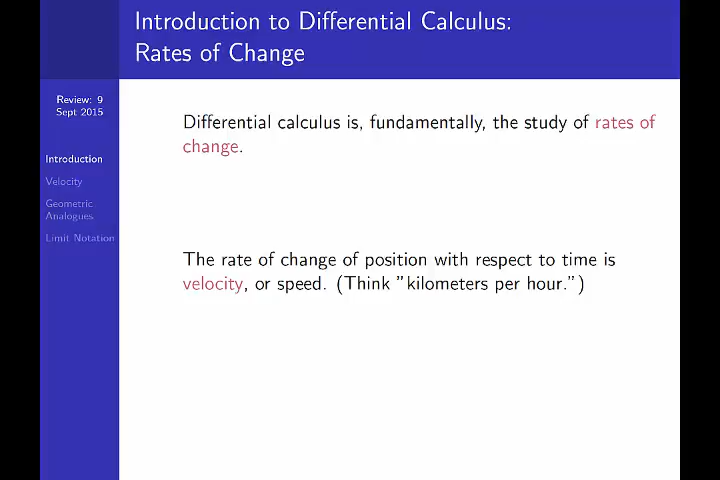 Introduction to Differential Calculus:
Rates of Change
Review: 9
Sept 2015
Introduction
Velocity
Geometric
Analogues
Limit Notation
Differential calculus is, fundamentally, the study of rates of
change.
The rate of change of position with respect to time is
velocity, or speed. (Think ”kilometers per hour.”)